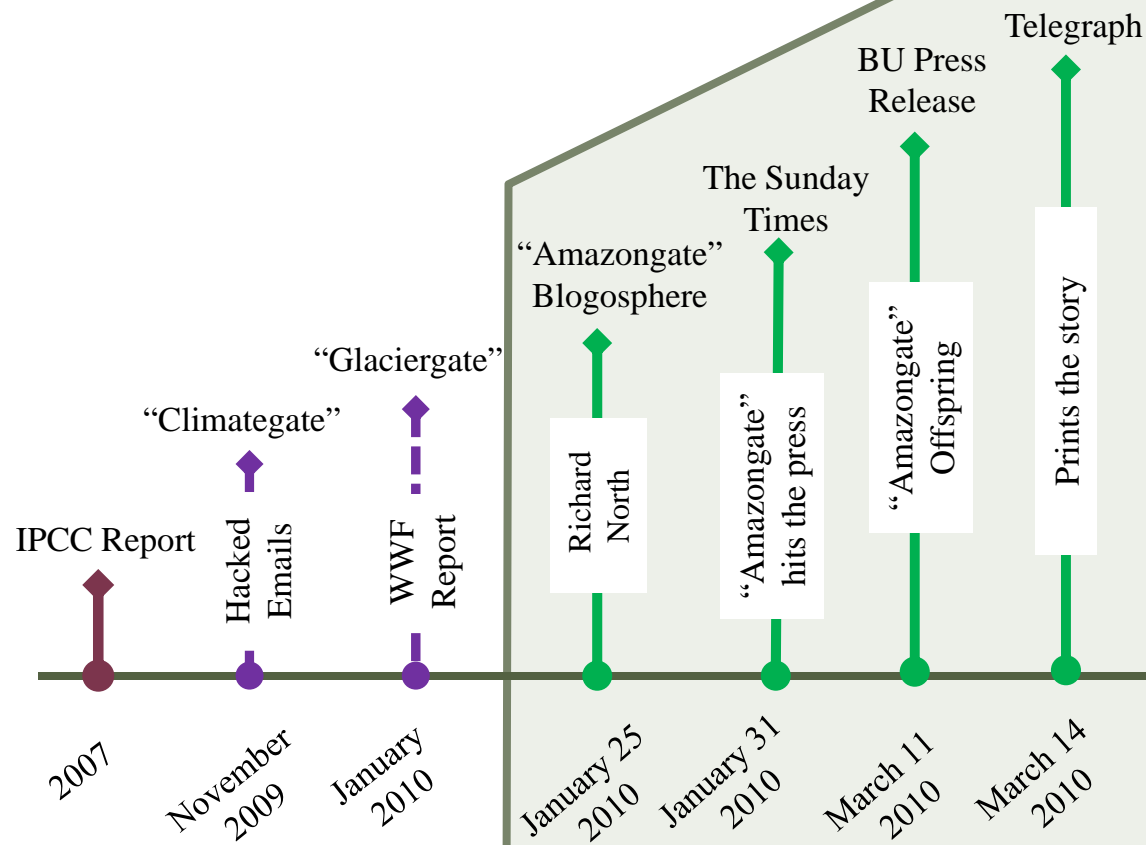 Telegraph
BU Press
Release
The Sunday
Times
“Amazongate”
Blogosphere
“Glaciergate”
“Climategate”
IPCC Report
Hacked
Emails
WWF
Report
Richard
North
“Amazongate”
hits the press
“Amazongate”
Offspring
Prints the story
2007
November
2009
January
2010
January 25
2010
January 31
2010
March 11
2010
March 14
2010